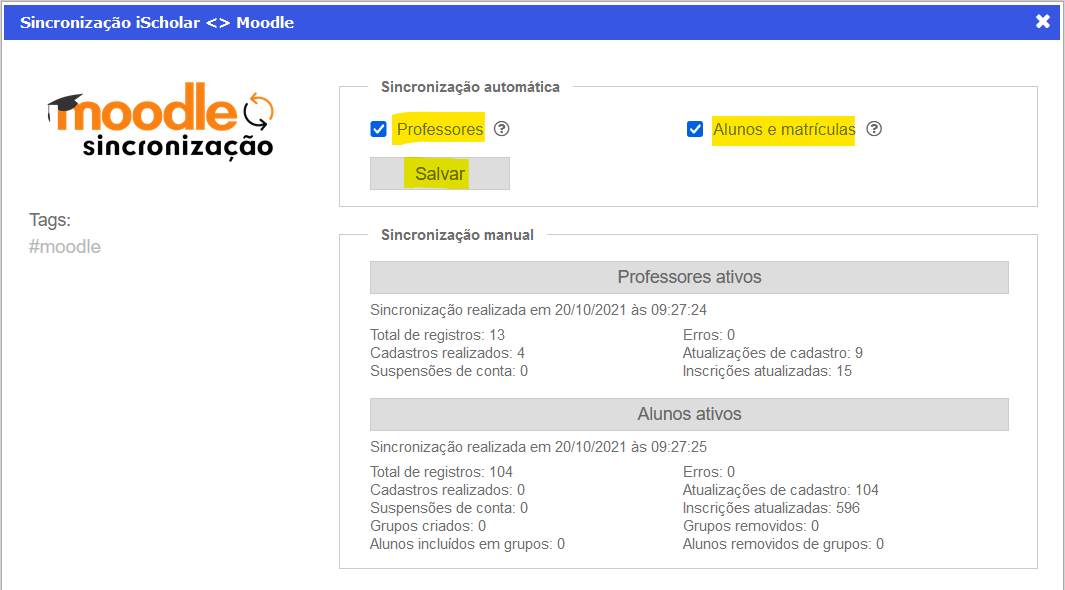 Sincronização iScholar <> Moodle
moodle
sincronização
Tags:
#moodle
Sincronização automática
Professores
Alunos e matrículas
Salvar
Sincronização manual
Professores ativos
Sincronização realizada em 20/10/2021 às 09:27:24
Total de registros: 13
Erros: 0
Cadastros realizados: 4
Atualizações de cadastro: 9
Suspensões de conta: 0
Inscrições atualizadas: 15
Alunos ativos
Sincronização realizada em 20/10/2021 às 09:27:25
Total de registros: 104
Erros: 0
Cadastros realizados: 0
Atualizações de cadastro: 104
Suspensões de conta: 0
Inscrições atualizadas: 596
Grupos criados: 0
Grupos removidos: 0
Alunos incluídos em grupos: 0
Alunos removidos de grupos: 0